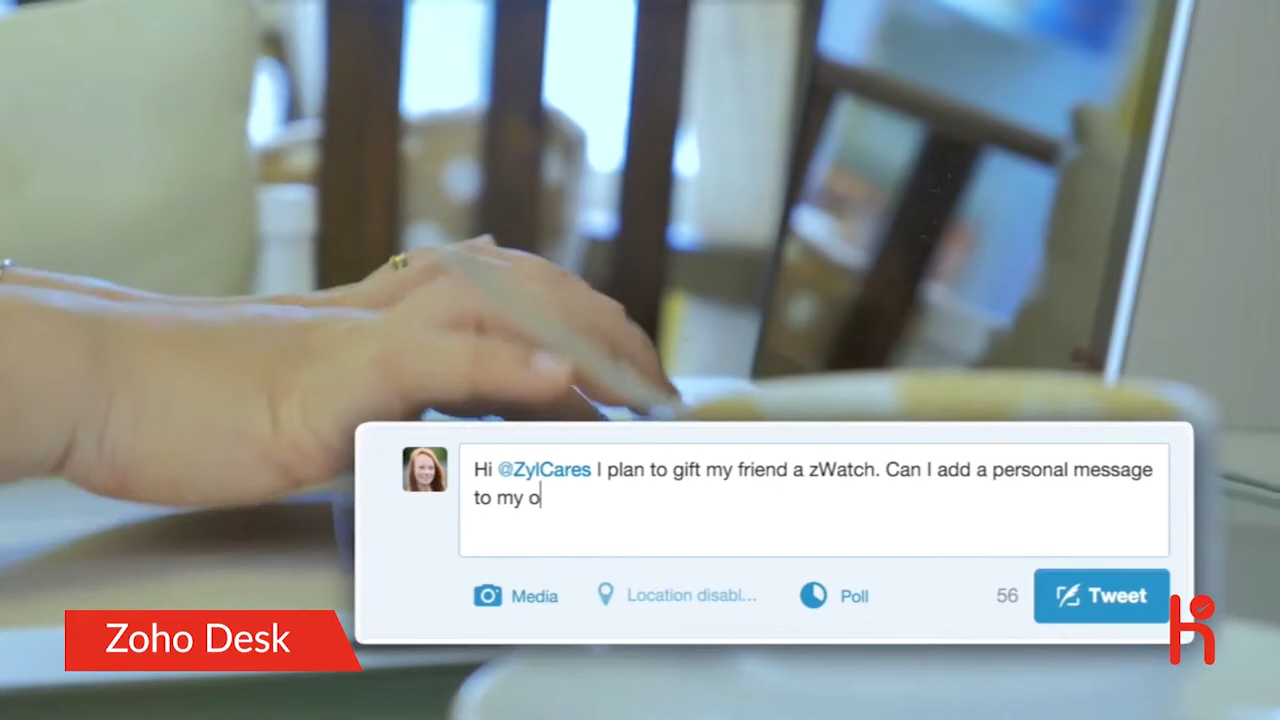 Hi @ZylCares I plan to gift my friend a zWatch. Can I add a personal message
to my o
Media
Location disabl...
Poll
56
Tweet
Zoho Desk